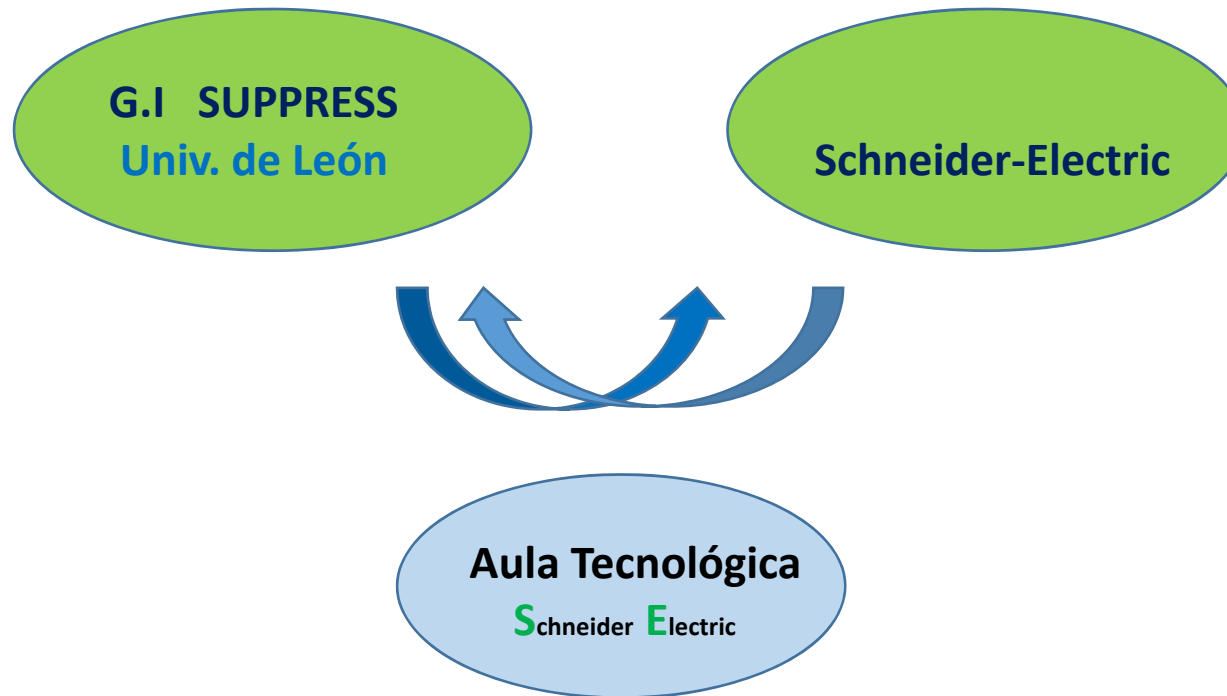 G.I SUPPRESS
Univ. de León
Schneider-Electric
Aula Tecnológica
Schneider Electric